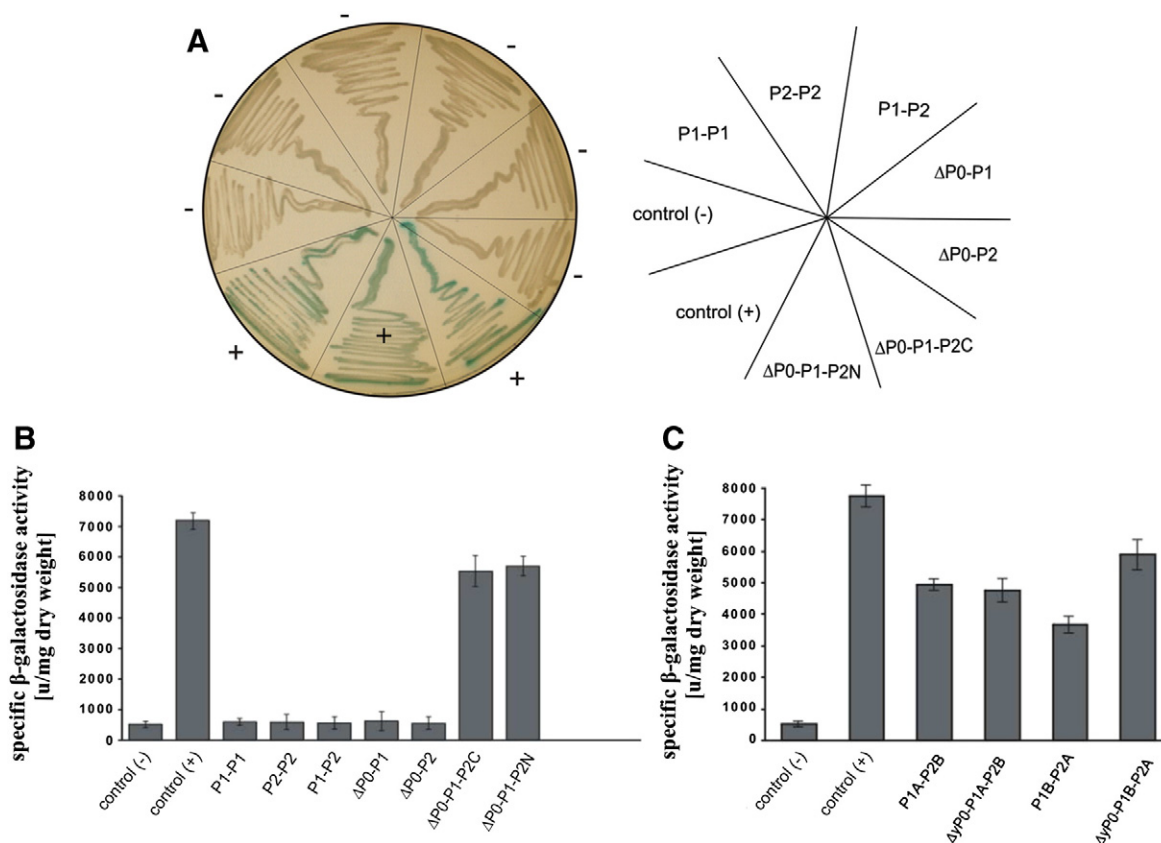 A
-
-
-
-
-
-
+
+
+
P2-P2
P1-P2
P1-P1
ΔP0-P1
control (-)
ΔP0-P2
control (+)
ΔP0-P1-P2C
ΔP0-P1-P2N
B
specific β-galactosidase activity
[u/mg dry weight]
8000
7000
6000
5000
4000
3000
2000
1000
0
control (-)
control (+)
P1-P1
P2-P2
P1-P2
ΔP0-P1
ΔP0-P2
ΔP0-P1-P2C
ΔP0-P1-P2N
C
specific β-galactosidase activity
[u/mg dry weight]
8000
7000
6000
5000
4000
3000
2000
1000
0
control (-)
control (+)
P1A-P2B
ΔyP0-P1A-P2B
P1B-P2A
ΔyP0-P1B-P2A